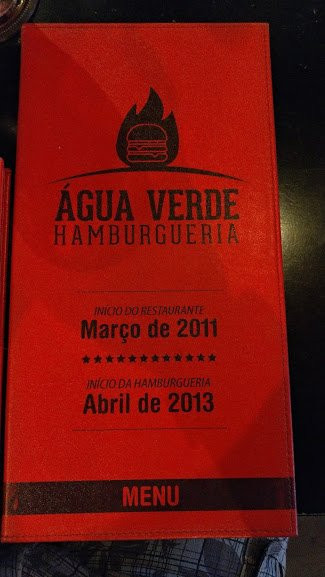 ÁGUA VERDE
HAMBURGUERIA
INÍCIO DO RESTAURANTE
Março de 2011
INÍCIO DA HAMBURGUERIA
Abril de 2013
MENU